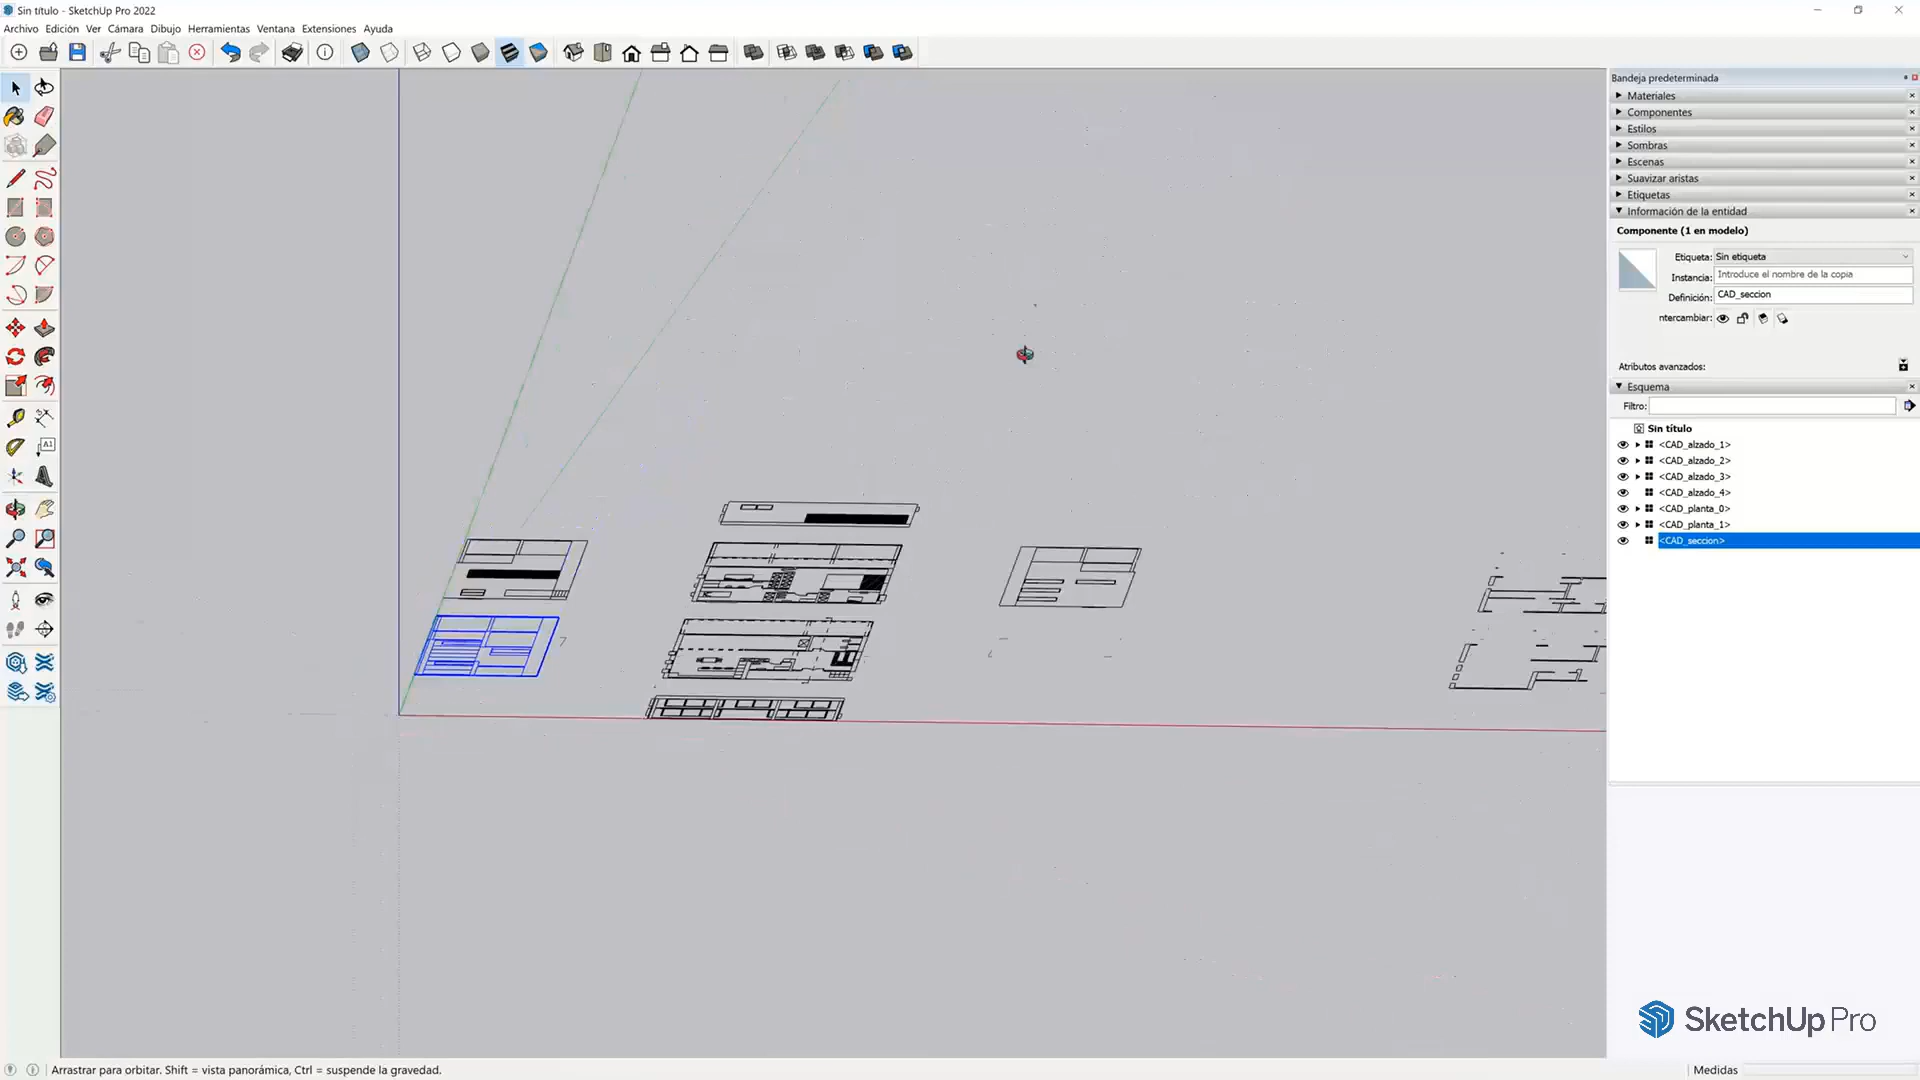 Sin título - SketchUp Pro 2022
Archivo Edición Ver Cámara Dibujo Herramientas Ventana Extensiones Ayuda
Bandeja predeterminada
Materiales
Componentes
Estilos
Sombras
Escenas
Suavizar aristas
Etiquetas
Información de la entidad
Componente (1 en modelo)
Etiqueta: Sin etiqueta
Instancia: Introduce el nombre de la copia
Definición: CAD_seccion
ntercambiar:
Atributos avanzados:
Esquema
Filtro:
Sin título
<CAD_alzado_1>
<CAD_alzado_2>
<CAD_alzado_3>
<CAD_alzado_4>
<CAD_planta_0>
<CAD_planta_1>
<CAD_seccion>
A1
SketchUp Pro
Arrastrar para orbitar. Shift = vista panorámica, Ctrl = suspende la gravedad.
Medidas